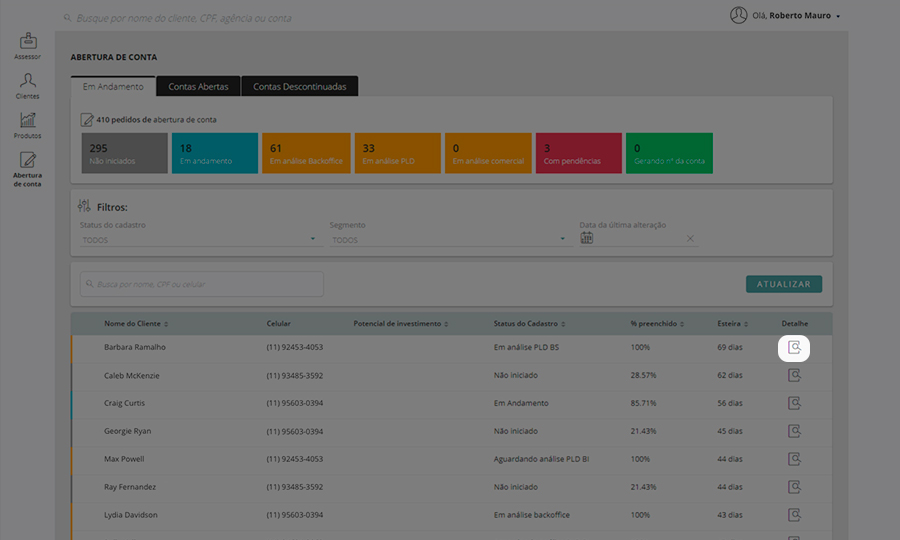 Busque por nome do cliente, CPF, agência ou conta
Olá, Roberto Mauro
Assessor
Clientes
Produtos
Abertura
de conta
ABERTURA DE CONTA
Em Andamento Contas Abertas Contas Descontinuadas
410 pedidos de abertura de conta
295 18 61 33 0 3 0
Não iniciados Em andamento Em análise Backoffice Em análise PLD Em análise comercial Com pendências Gerando nº da conta
Filtros:
Status do cadastro Segmento Data da última alteração
TODOS TODOS
Busca por nome, CPF ou celular ATUALIZAR
Nome do Cliente Celular Potencial de investimento Status do Cadastro % preenchido Esteira Detalhe
Barbara Ramalho (11) 92453-4053 Em análise PLD BS 100% 69 dias
Caleb McKenzie (11) 93485-3592 Não iniciado 28.57% 62 dias
Craig Curtis (11) 95603-0394 Em Andamento 85.71% 56 dias
Georgie Ryan (11) 95603-0394 Não iniciado 21.43% 45 dias
Max Powell (11) 92453-4053 Aguardando análise PLD BI 100% 44 dias
Ray Fernandez (11) 93485-3592 Não iniciado 21.43% 44 dias
Lydia Davidson (11) 95603-0394 Em análise backoffice 100% 43 dias